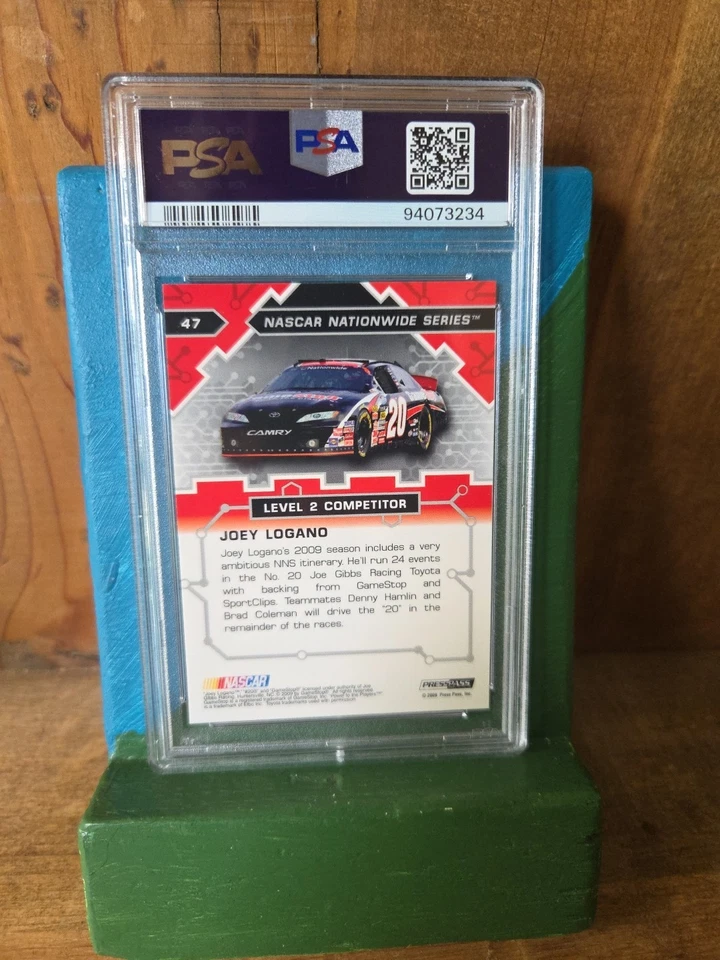 PSA
PSA
94073234
47
NASCAR NATIONWIDE SERIES™
Nationwide
CAMRY
20
LEVEL 2 COMPETITOR
JOEY LOGANO
Joey Logano's 2009 season includes a very
ambitious NNS itinerary. He'll run 24 events
in the No. 20 Joe Gibbs Racing Toyota
with backing from GameStop and
SportClips. Teammates Denny Hamlin and
Brad Coleman will drive the "20" in the
remainder of the races.
NASCAR
PRESS PASS